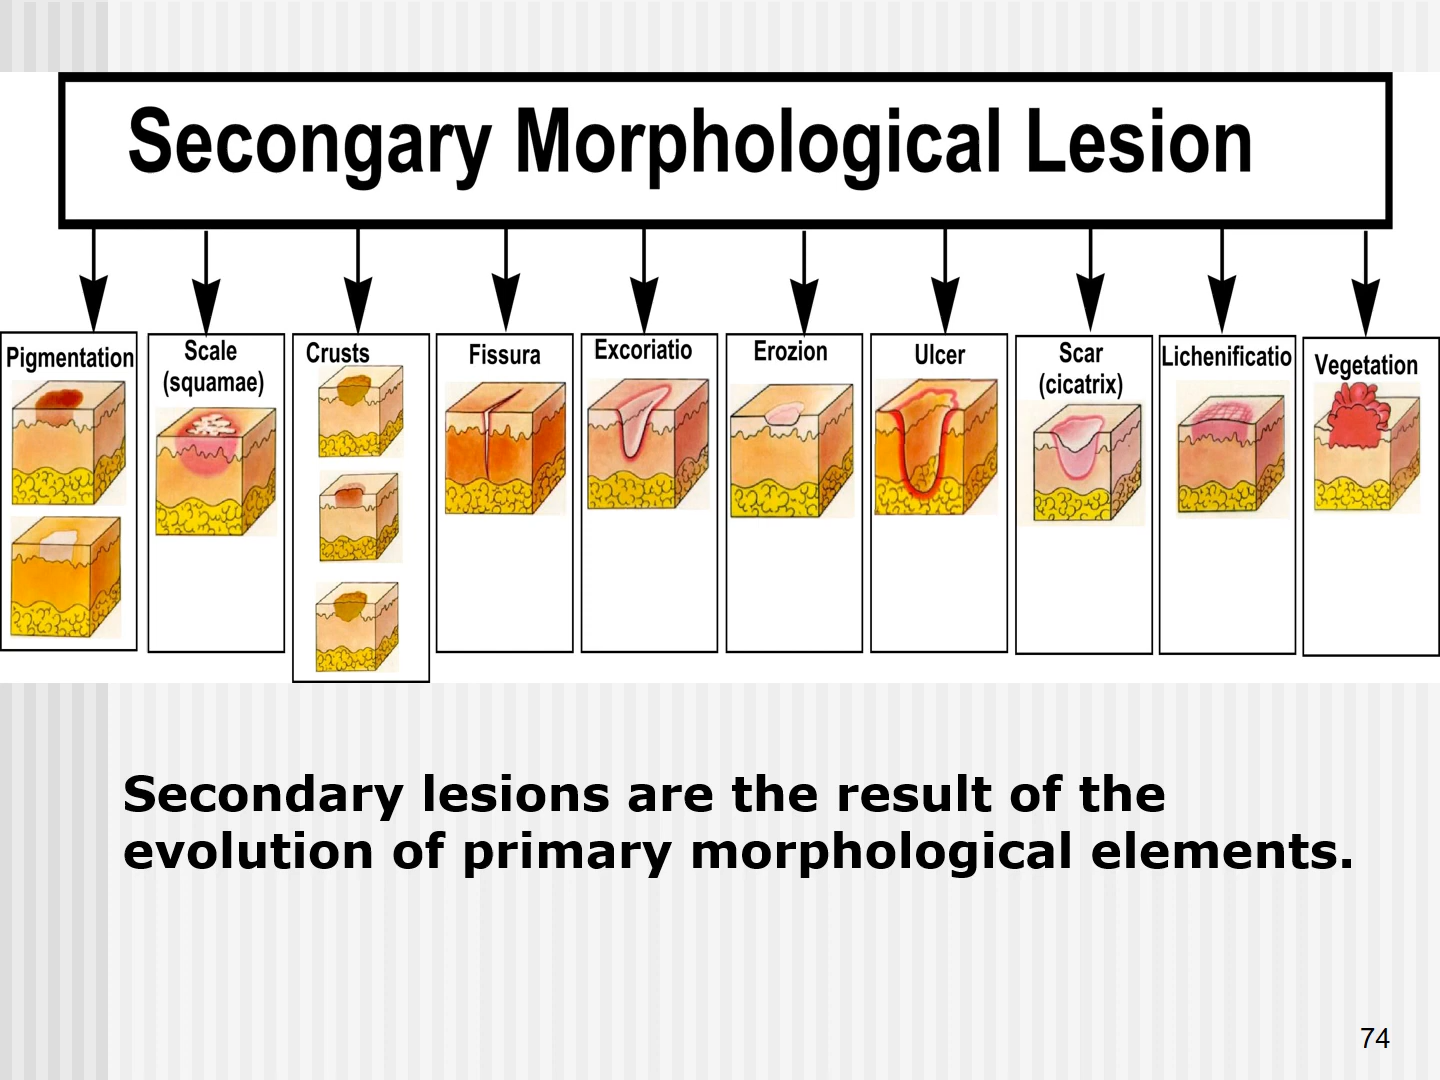 Secongary Morphological Lesion
Pigmentation
Scale
(squamae)
Crusts
Fissura
Excoriatio
Erozion
Ulcer
Scar
(cicatrix)
Lichenificatio
Vegetation
Secondary lesions are the result of the
evolution of primary morphological elements.
74